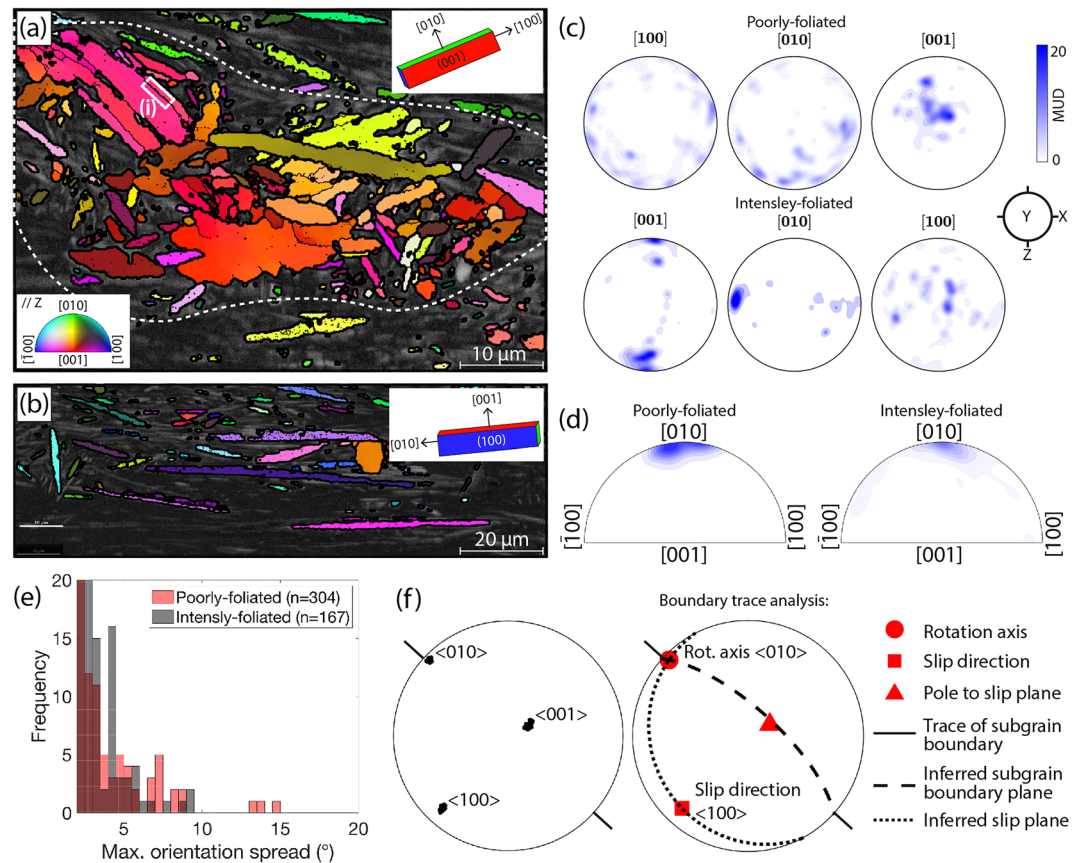 (a)
[010]
[100]
(001)
(i)
// Z
[010]
[1̄00]
[001]
[100]
10 µm
(b)
[001]
[010]
(100)
20 µm
(c)
Poorly-foliated
[100]
[010]
[001]
20
MUD
0
Intensley-foliated
[001]
[010]
[100]
Y
X
Z
(d)
Poorly-foliated
[010]
[1̄00]
[100]
[001]
Intensley-foliated
[010]
[1̄00]
[100]
[001]
(e)
Poorly-foliated (n=304)
Intensly-foliated (n=167)
Frequency
20
15
10
5
0
5
10
15
20
Max. orientation spread (°)
(f)
<010>
<001>
<100>
Boundary trace analysis:
Rot. axis <010>
Slip direction
<100>
Rotation axis
Slip direction
Pole to slip plane
Trace of subgrain
boundary
Inferred subgrain
boundary plane
Inferred slip plane